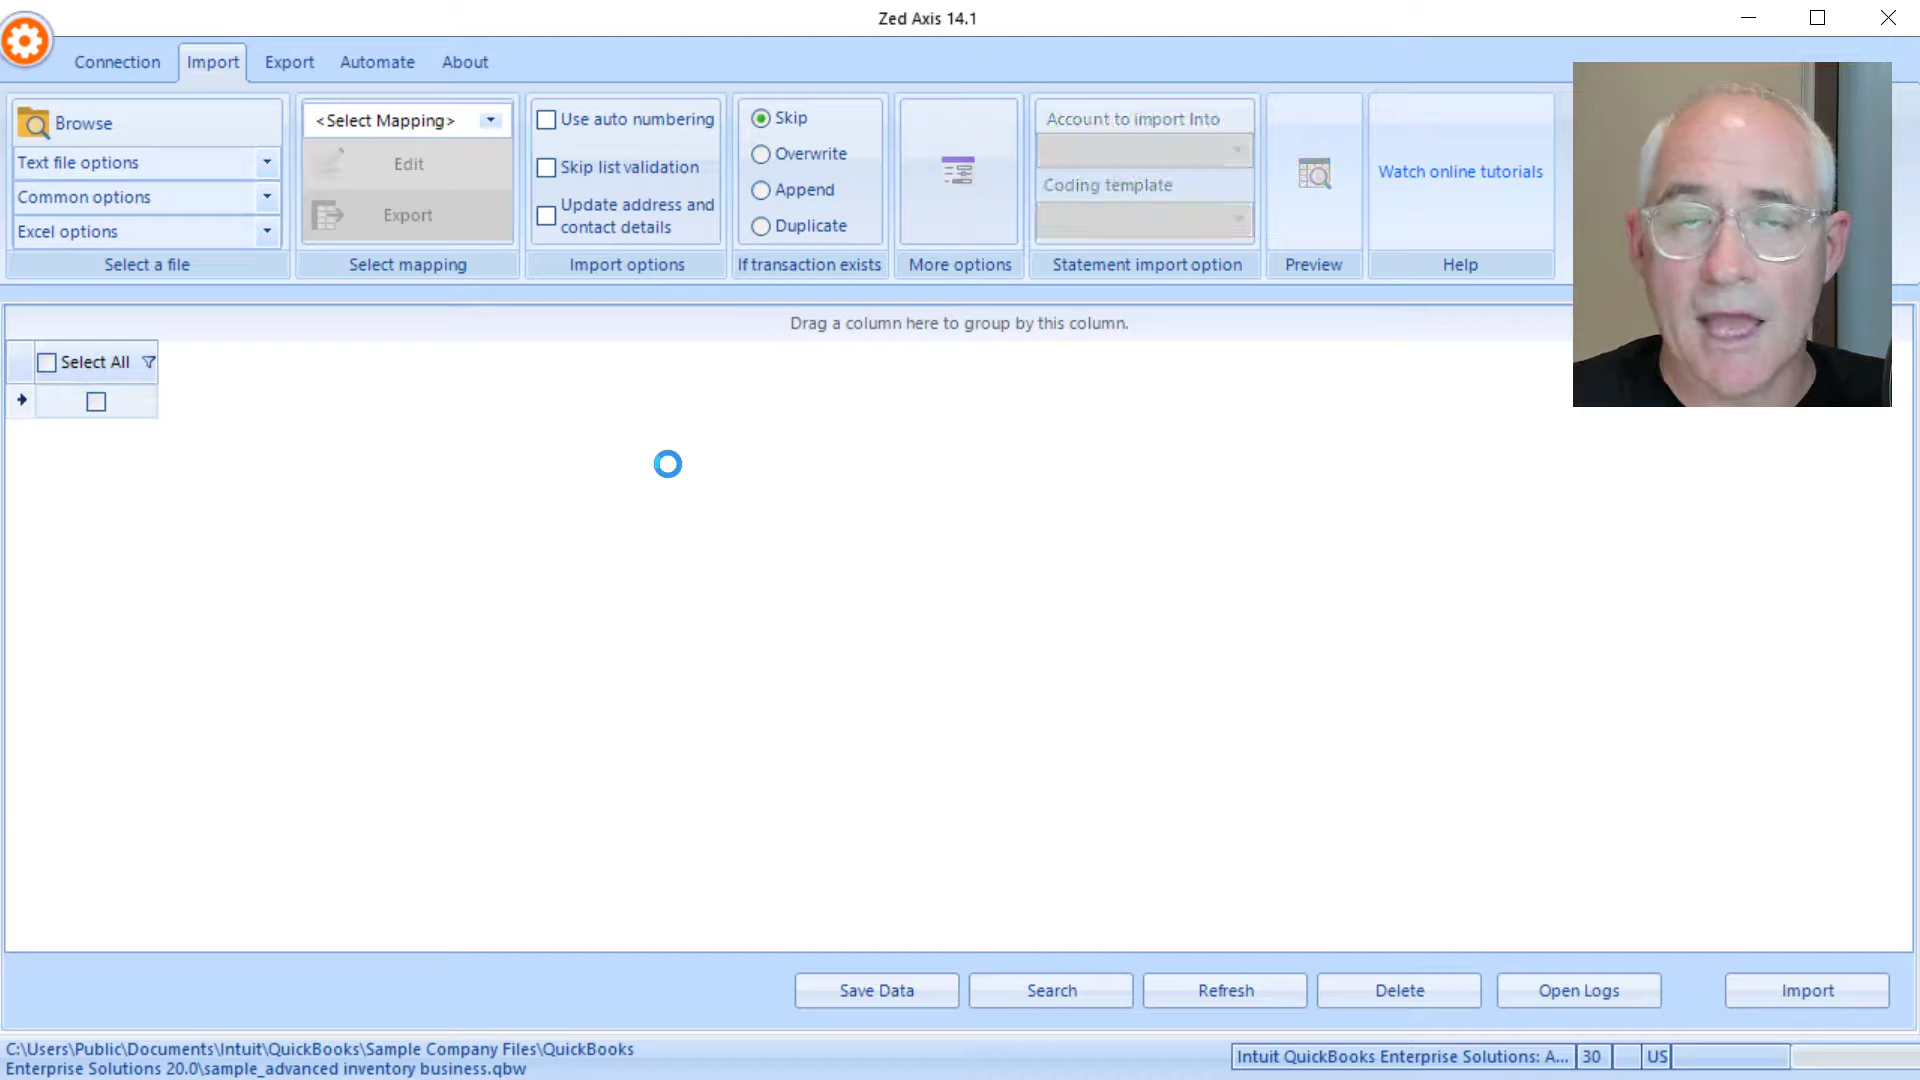 Zed Axis 14.1
Connection
Import
Export
Automate
About
Browse
Text file options
Common options
Excel options
Select a file
<Select Mapping>
Edit
Export
Select mapping
Use auto numbering
Skip list validation
Update address and
contact details
Import options
Skip
Overwrite
Append
Duplicate
If transaction exists
More options
Account to import Into
Coding template
Statement import option
Preview
Watch online tutorials
Help
Drag a column here to group by this column.
Select All
Save Data
Search
Refresh
Delete
Open Logs
Import
C:\Users\Public\Documents\Intuit\QuickBooks\Sample Company Files\QuickBooks
Enterprise Solutions 20.0\sample_advanced inventory business.qbw
Intuit QuickBooks Enterprise Solutions: A...
30
US